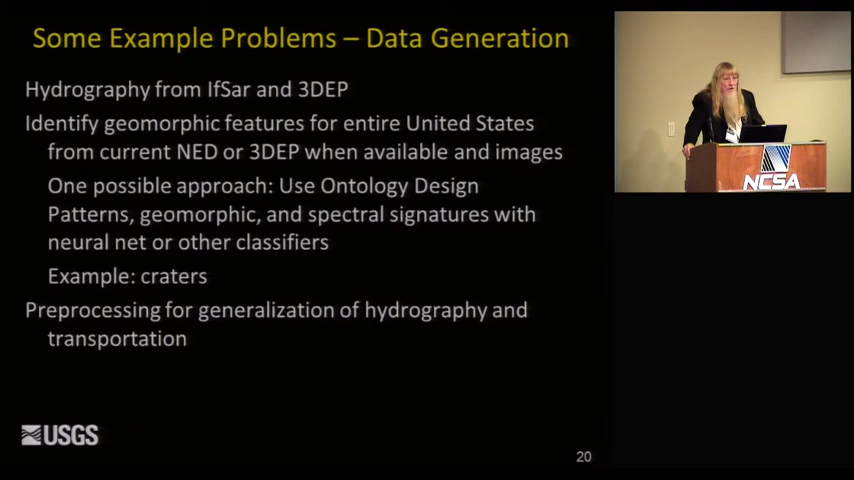 Some Example Problems – Data Generation
Hydrography from IfSar and 3DEP
Identify geomorphic features for entire United States
from current NED or 3DEP when available and images
One possible approach: Use Ontology Design
Patterns, geomorphic, and spectral signatures with
neural net or other classifiers
Example: craters
Preprocessing for generalization of hydrography and
transportation
NCSA
USGS
20